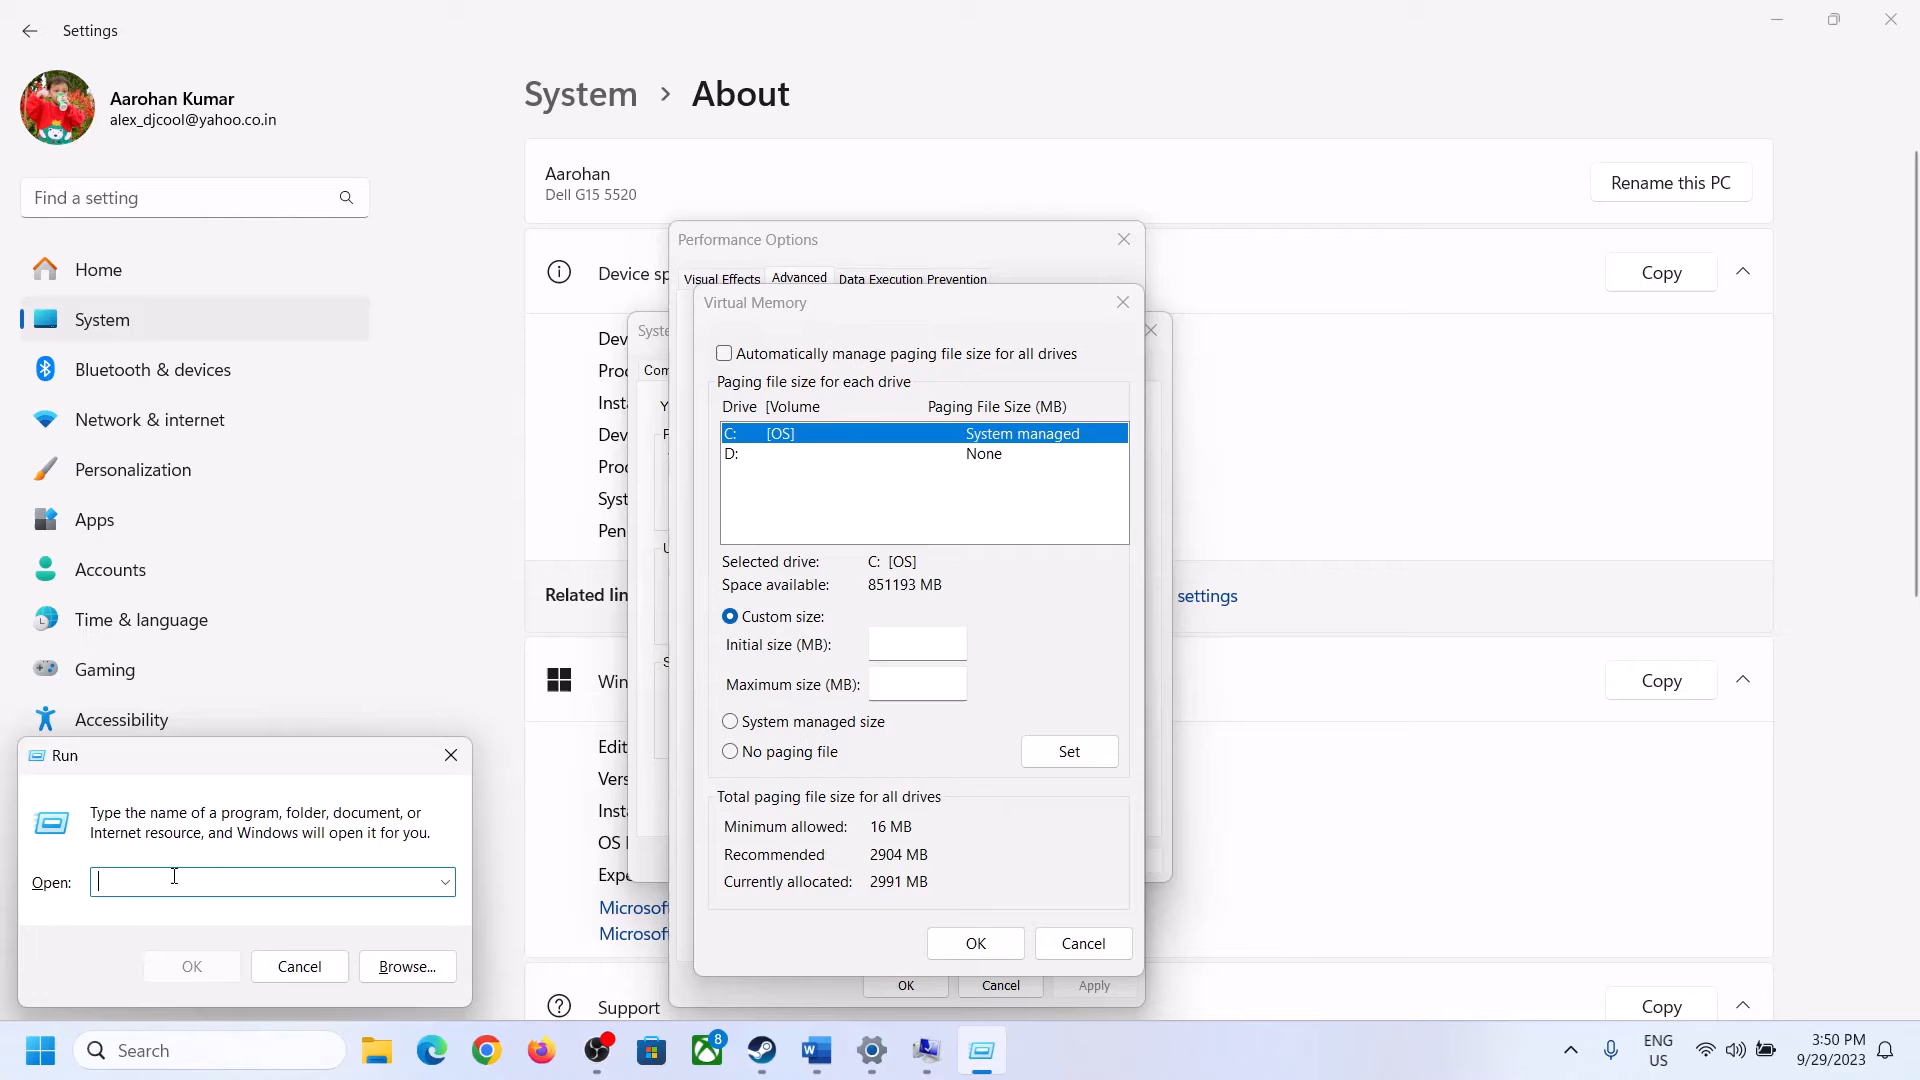 Settings
Aarohan Kumar
alex_djcool@yahoo.co.in
Find a setting
Home
System
Bluetooth & devices
Network & internet
Personalization
Apps
Accounts
Time & language
Gaming
Accessibility
System > About
Aarohan
Dell G15 5520
Rename this PC
Copy
Related lin
settings
Copy
Microsof
Microsof
Support
Copy
Performance Options
Visual Effects
Advanced
Data Execution Prevention
Virtual Memory
Automatically manage paging file size for all drives
Paging file size for each drive
Drive [Volume Paging File Size (MB)
C: [OS] System managed
D: None
Selected drive: C: [OS]
Space available: 851193 MB
Custom size:
Initial size (MB):
Maximum size (MB):
System managed size
No paging file
Set
Total paging file size for all drives
Minimum allowed: 16 MB
Recommended 2904 MB
Currently allocated: 2991 MB
OK
Cancel
OK
Cancel
Apply
Run
Type the name of a program, folder, document, or
Internet resource, and Windows will open it for you.
Open:
OK
Cancel
Browse...
Search
8
ENG
US
3:50 PM
9/29/2023